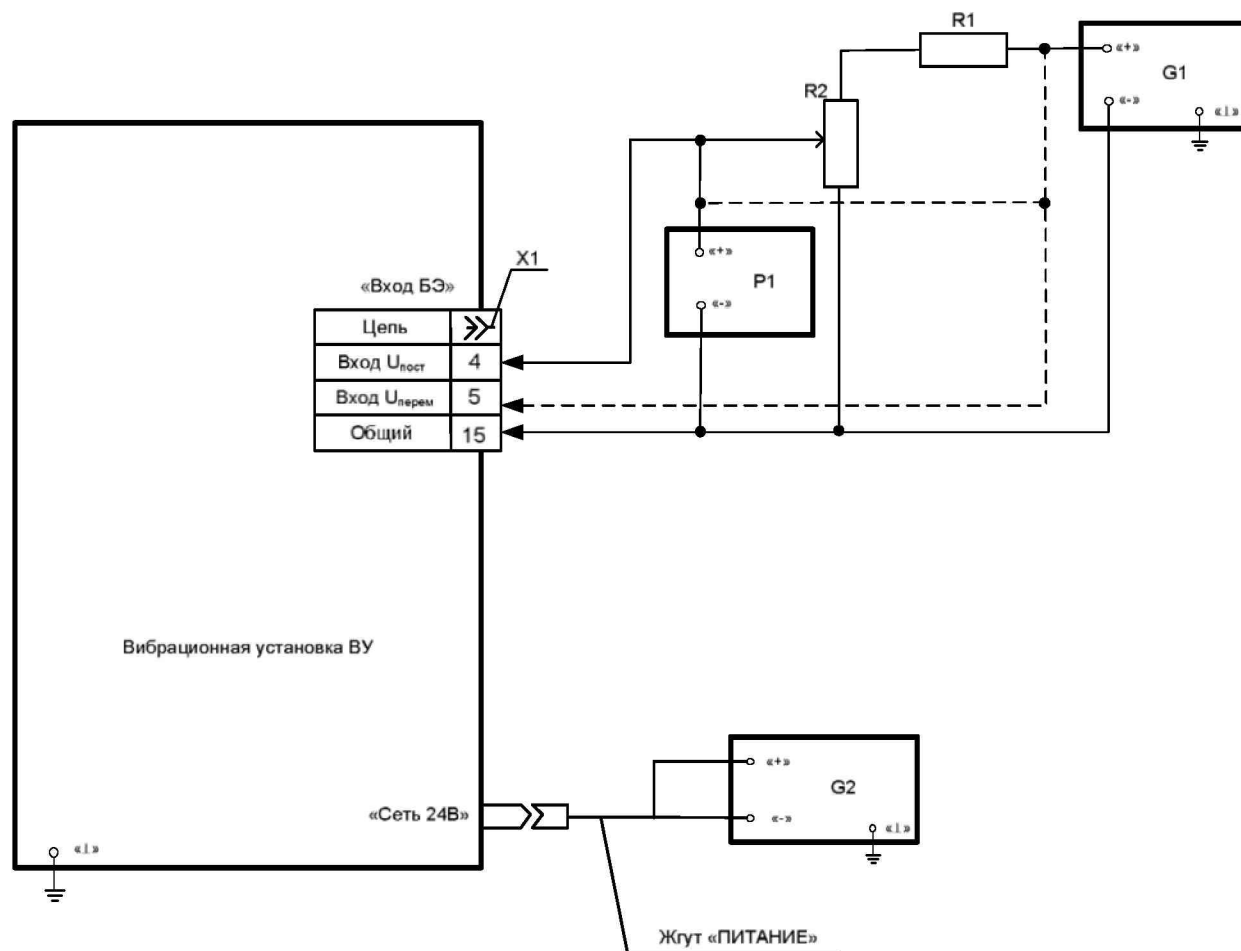 R1
«+»
G1
«-»
«⊥»
R2
X1
«Вход БЭ»
«+»
P1
«-»
Цепь
Вход Uпост 4
Вход Uперем 5
Общий 15
Вибрационная установка ВУ
«+»
G2
«-»
«⊥»
«Сеть 24В»
«⊥»
Жгут «ПИТАНИЕ»